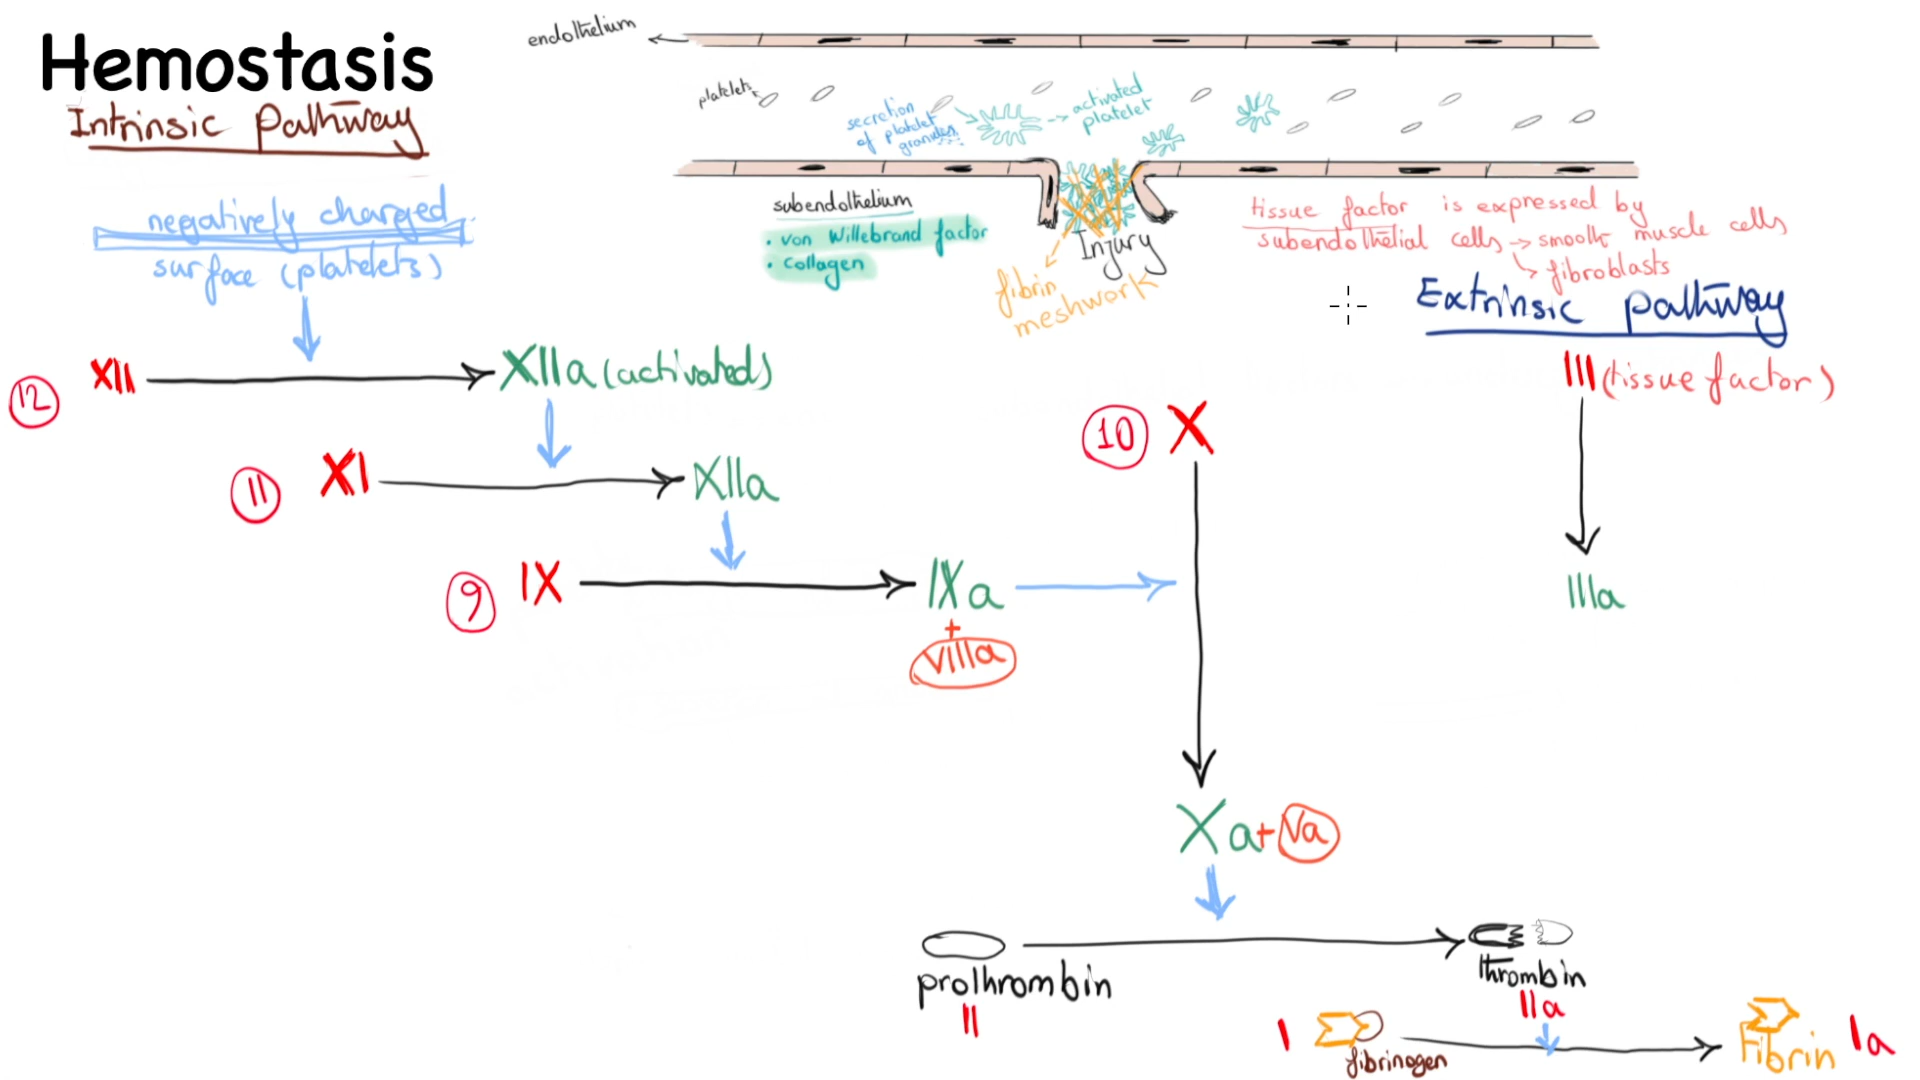 Hemostasis
Intrinsic Pathway
endothelium
platelets
secretion
of platelet
granules
activated
platelet
negatively charged
surface (platelets)
subendothelium
• von Willebrand factor
• collagen
Injury
fibrin
meshwork
tissue factor is expressed by
subendothelial cells → smooth muscle cells
fibroblasts
Extrinsic pathway
12 XII → XIIa (activated)
III (tissue factor)
10 X
11 XI → XIIa
9 IX → IXa
IIIa
+
VIIIa
Xa + Va
prothrombin
II
thrombin
IIa
I fibrinogen
Fibrin Ia